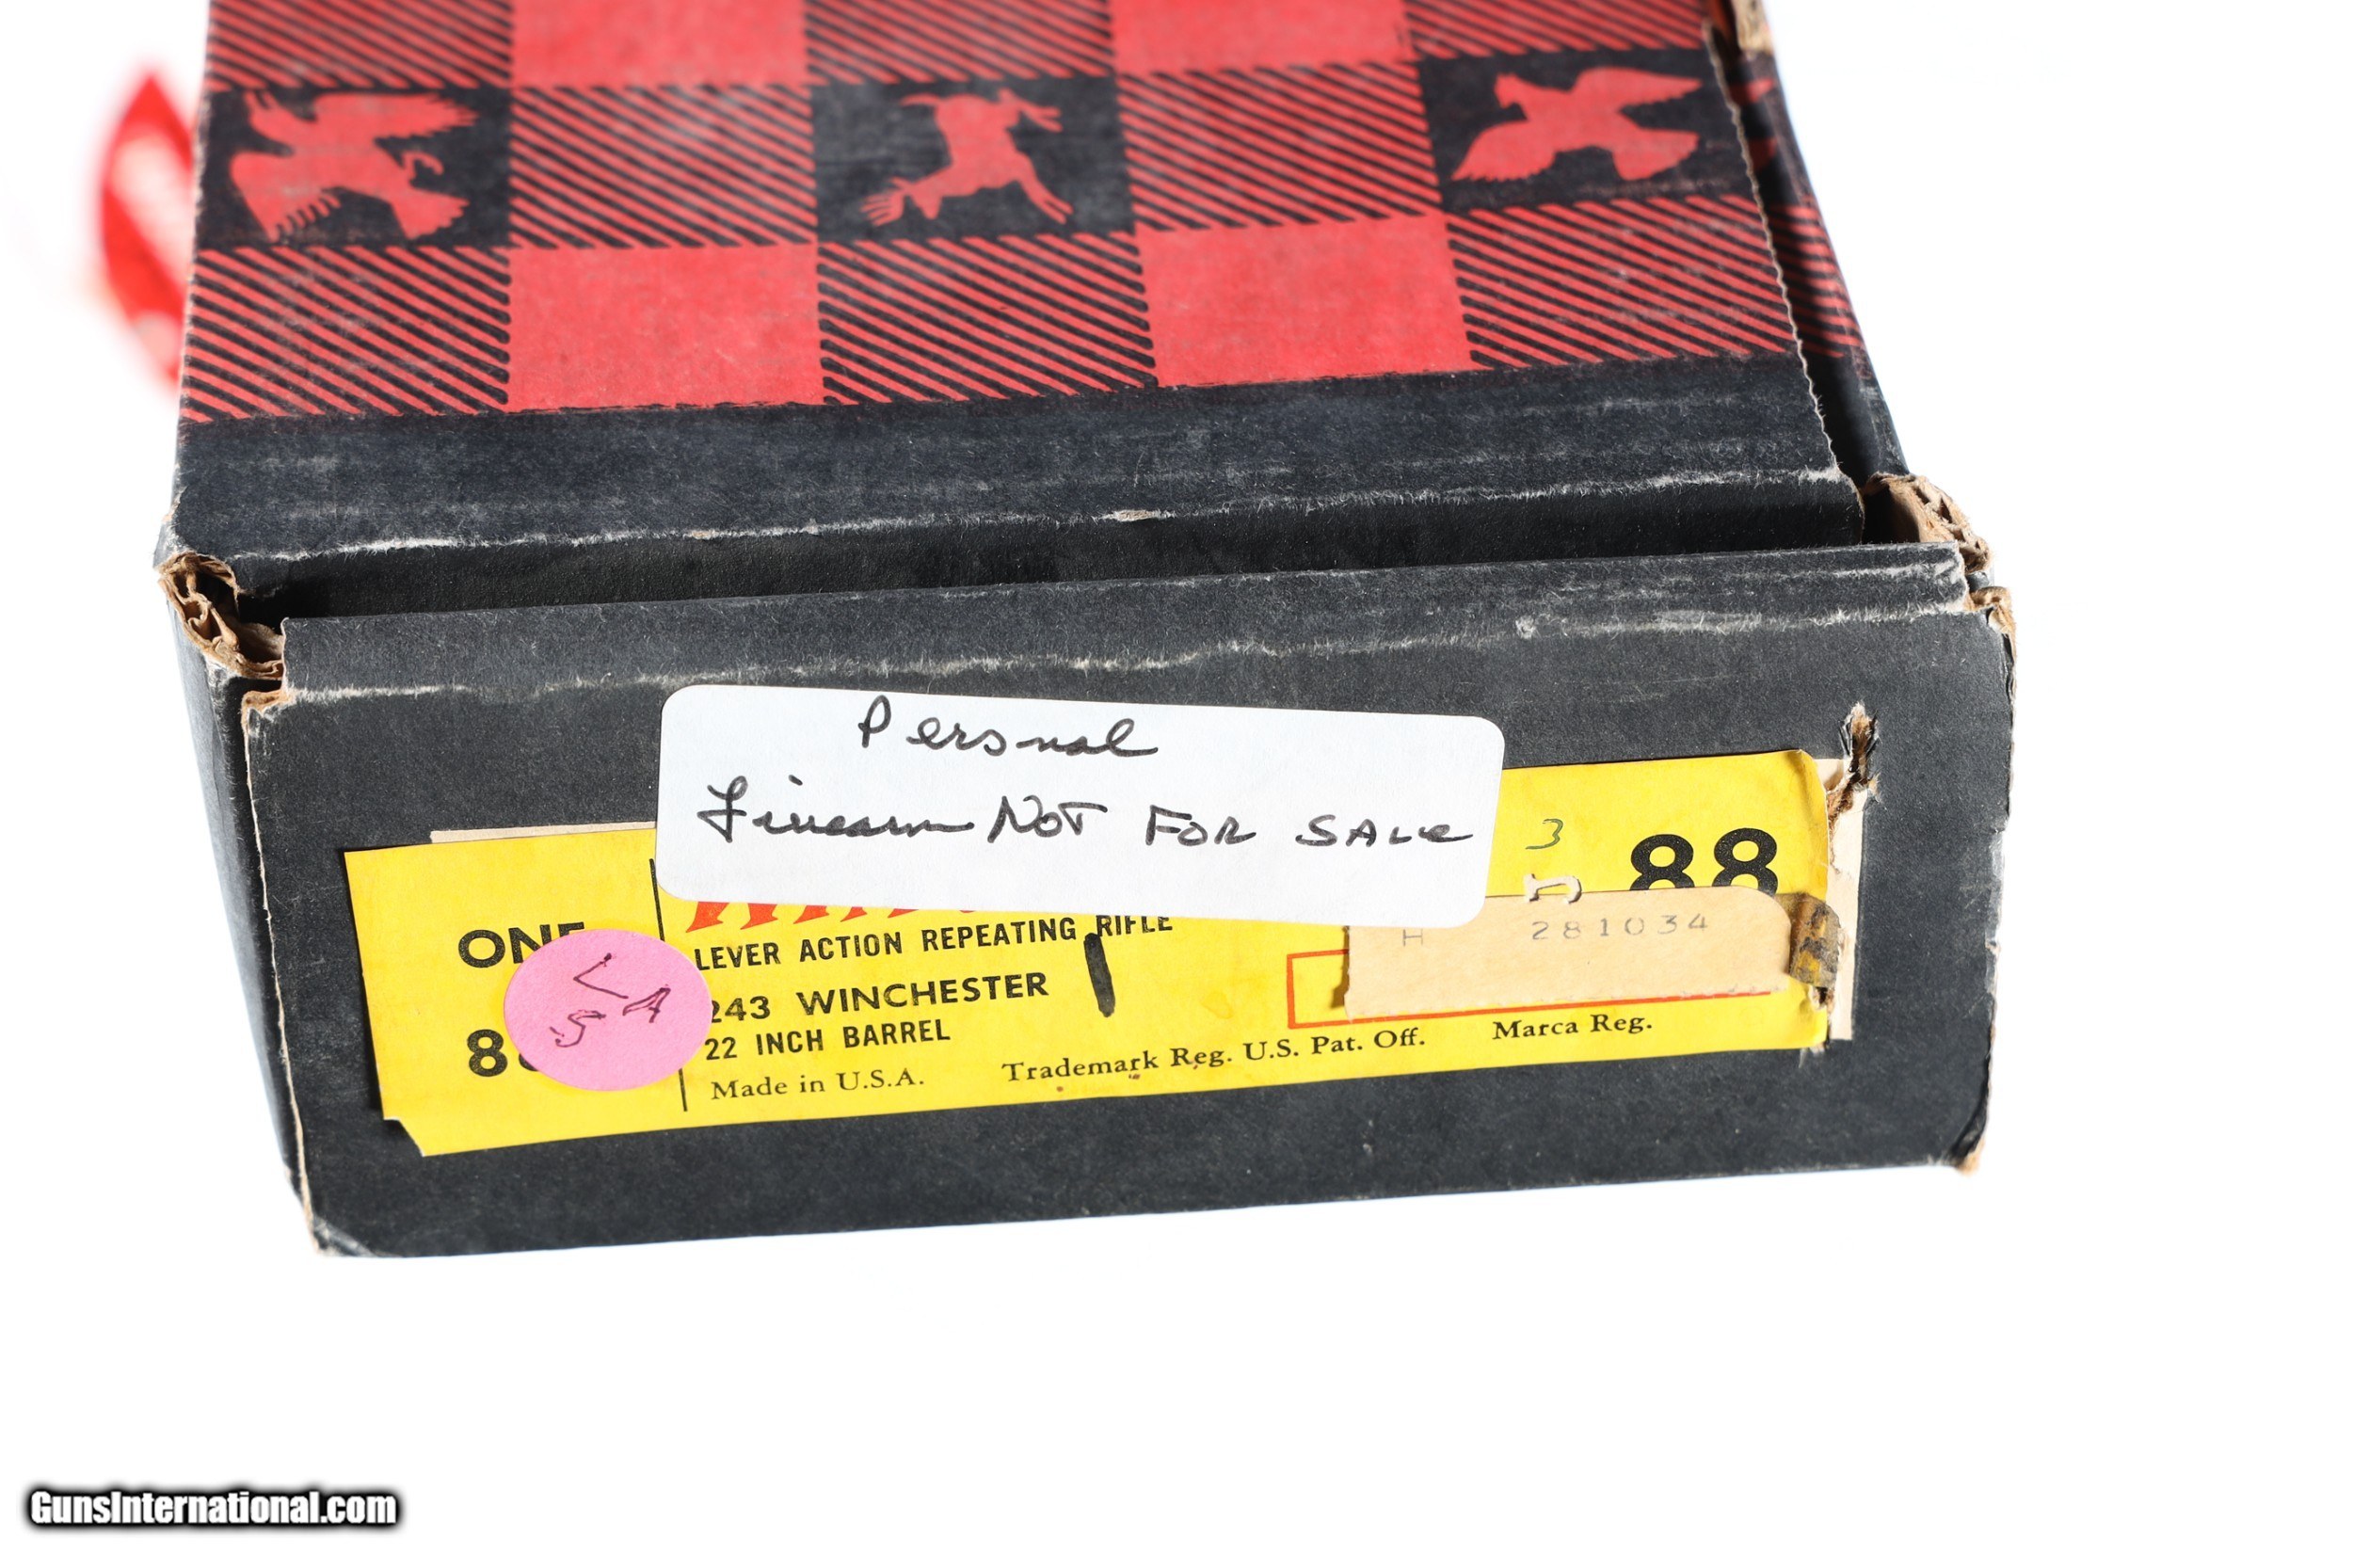 Personal
Firearm NOT FOR SALE
3
88
J
H 281034
LEVER ACTION REPEATING RIFLE
243 WINCHESTER
22 INCH BARREL
Made in U.S.A. Trademark Reg. U.S. Pat. Off. Marca Reg.
ONE
L
5 A
GunsInternational.com